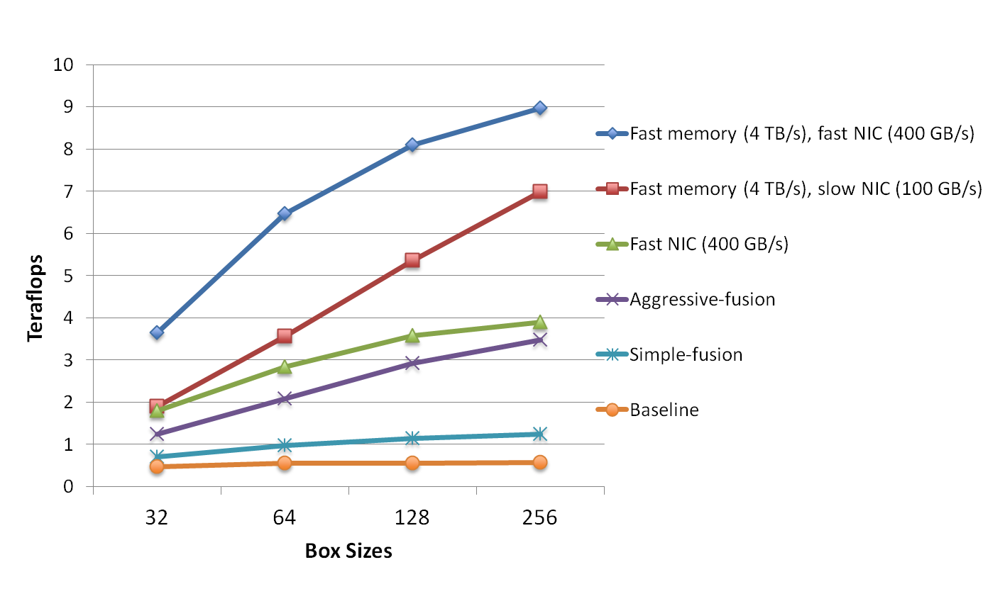 10
9
8
7
6
5
4
3
2
1
0
Teraflops
32 64 128 256
Box Sizes
Fast memory (4 TB/s), fast NIC (400 GB/s)
Fast memory (4 TB/s), slow NIC (100 GB/s)
Fast NIC (400 GB/s)
Aggressive-fusion
Simple-fusion
Baseline